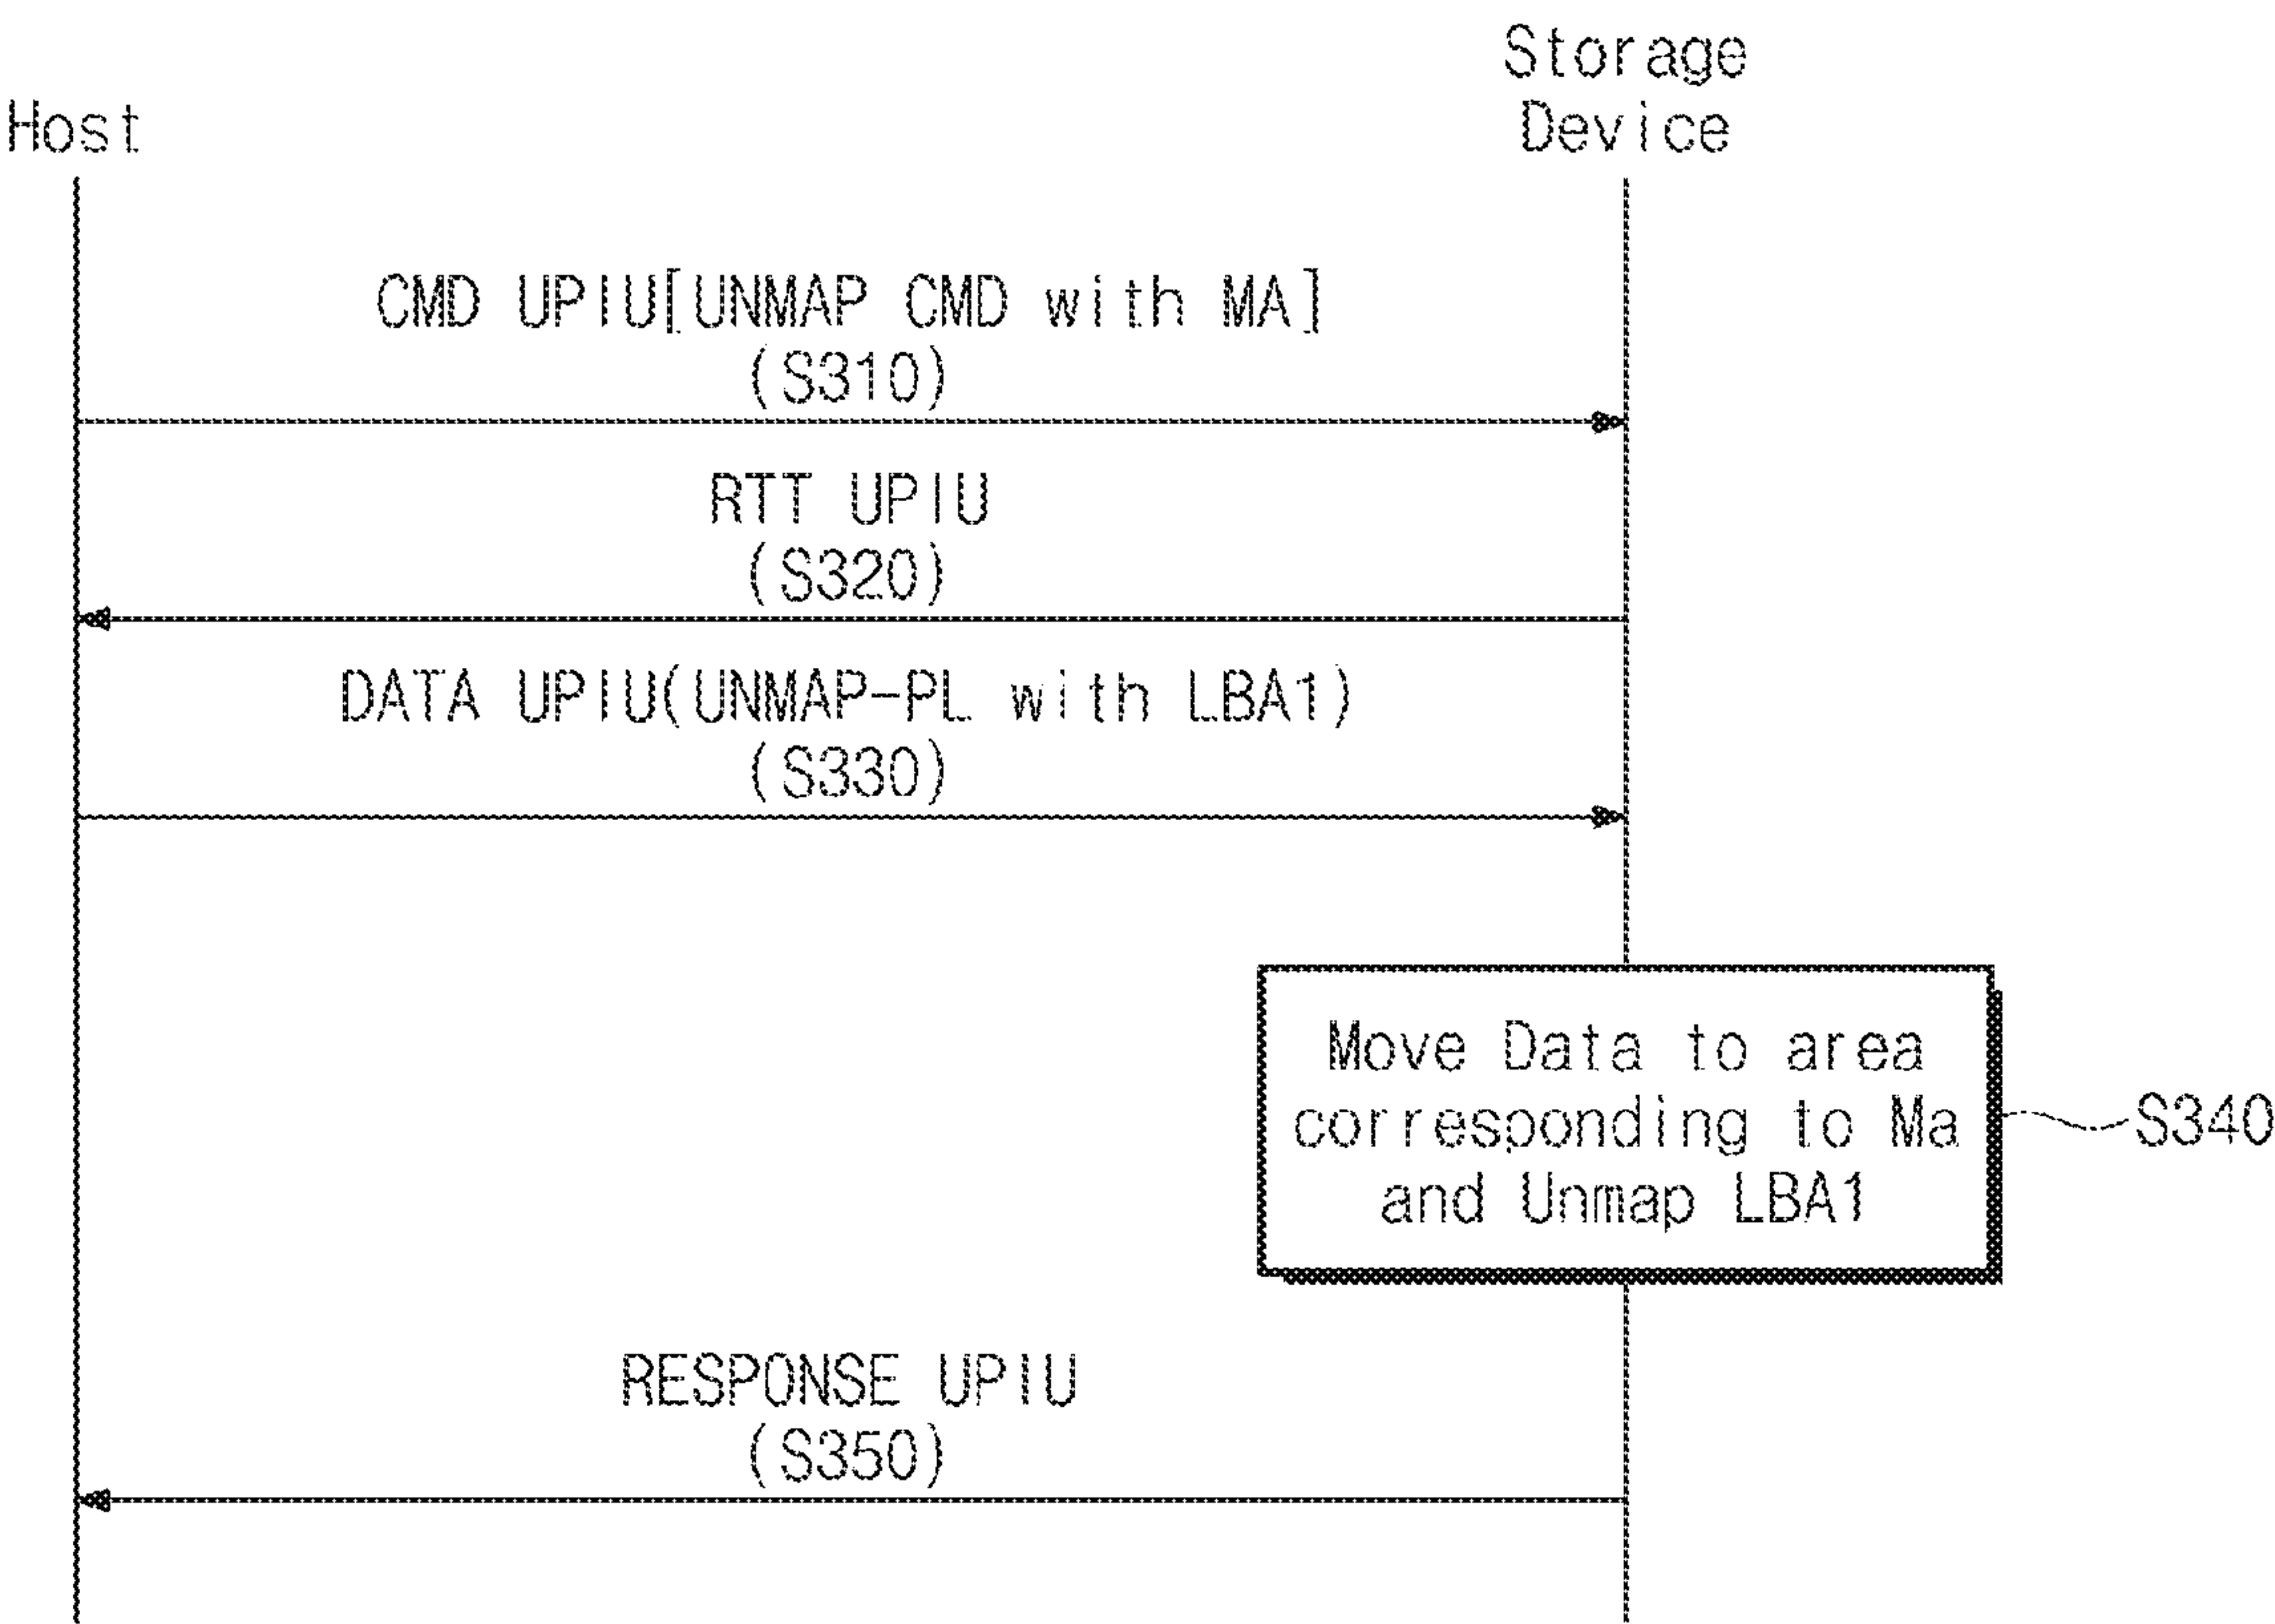 Host
Storage
Device
CMD UPIU[UNMAP CMD with MA]
(S310)
RTT UPIU
(S320)
DATA UPIU(UNMAP-PL with LBA1)
(S330)
Move Data to area
corresponding to Ma
and Unmap LBA1
S340
RESPONSE UPIU
(S350)